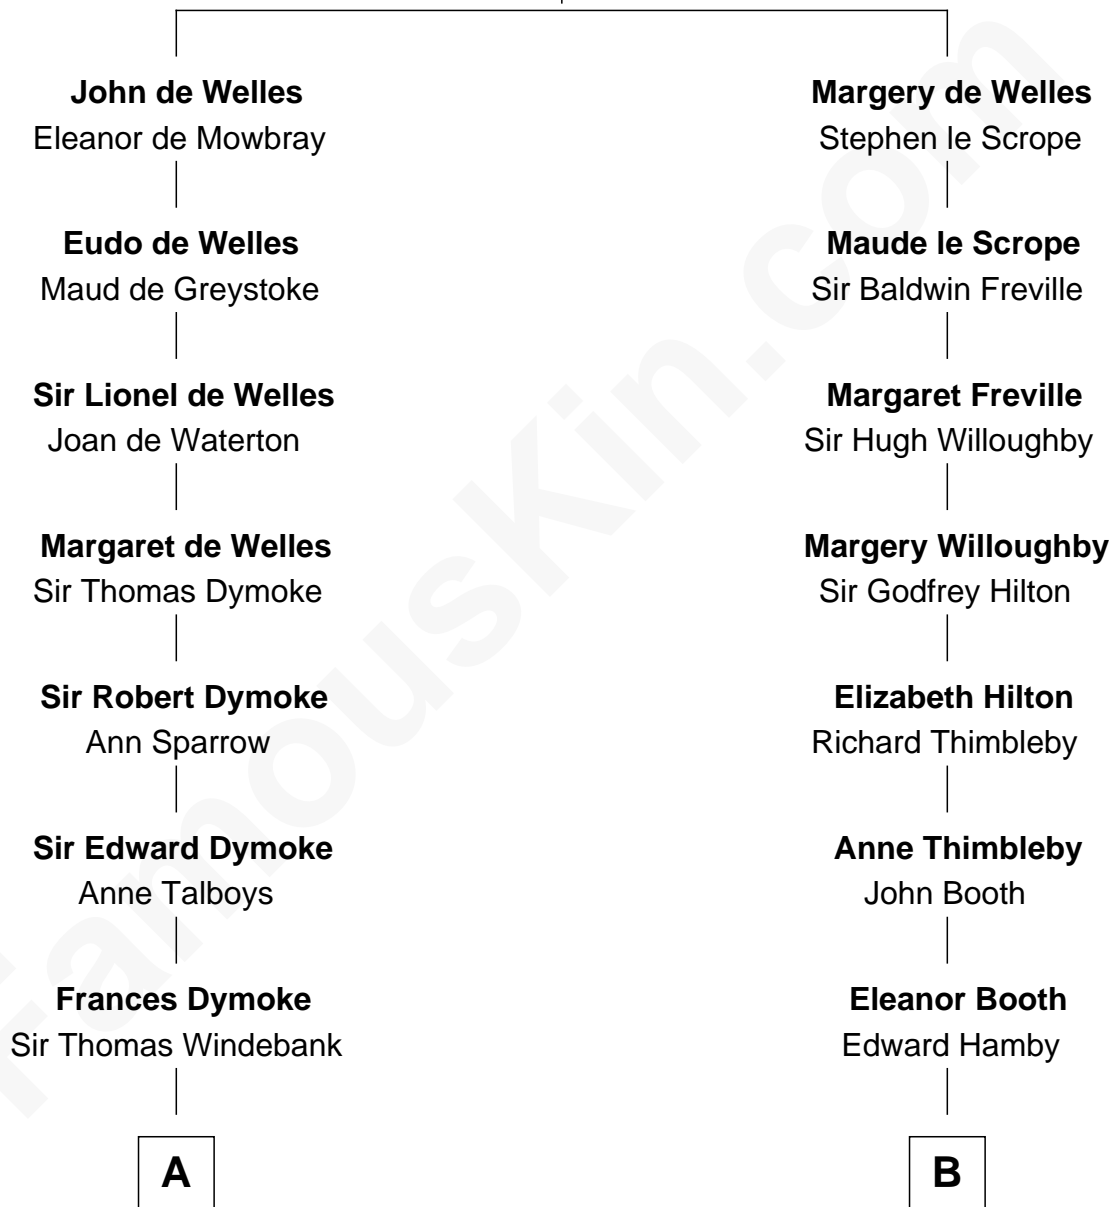 John de Welles
Eleanor de Mowbray
Eudo de Welles
Maud de Greystoke
Sir Lionel de Welles
Joan de Waterton
Margaret de Welles
Sir Thomas Dymoke
Sir Robert Dymoke
Ann Sparrow
Sir Edward Dymoke
Anne Talboys
Frances Dymoke
Sir Thomas Windebank
A
Margery de Welles
Stephen le Scrope
Maude le Scrope
Sir Baldwin Freville
Margaret Freville
Sir Hugh Willoughby
Margery Willoughby
Sir Godfrey Hilton
Elizabeth Hilton
Richard Thimbleby
Anne Thimbleby
John Booth
Eleanor Booth
Edward Hamby
B
FamousKin.com